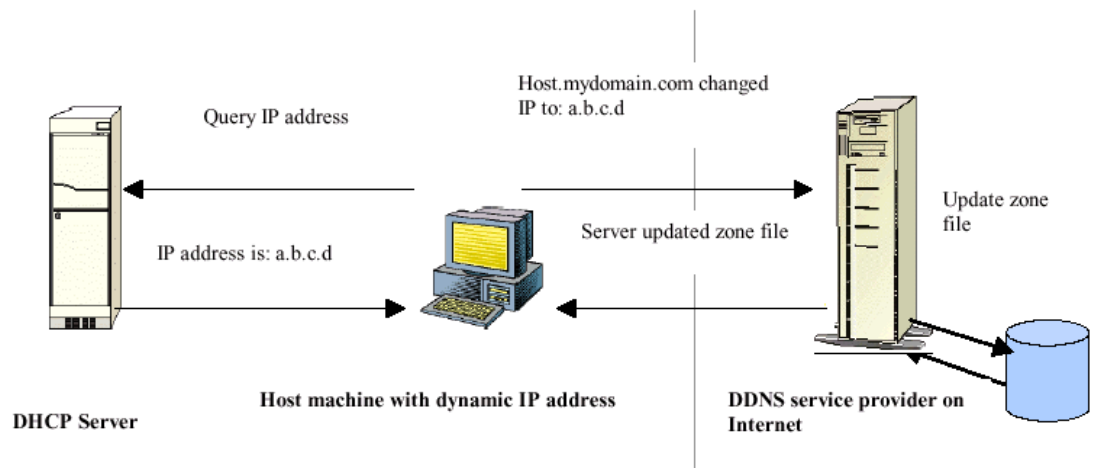 Host.mydomain.com changed
IP to: a.b.c.d
Query IP address
Update zone
file
Server updated zone file
IP address is: a.b.c.d
Host machine with dynamic IP address
DDNS service provider on
Internet
DHCP Server